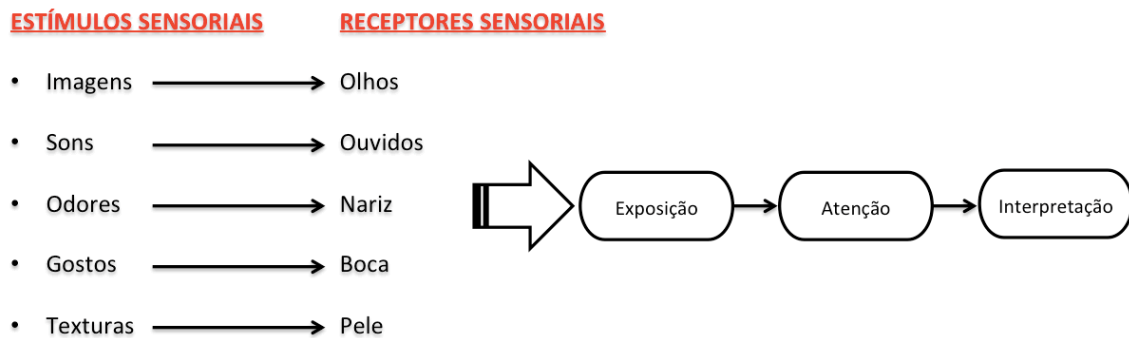 ESTÍMULOS SENSORIAIS RECEPTORES SENSORIAIS
• Imagens Olhos
• Sons Ouvidos
• Odores Nariz
• Gostos Boca
• Texturas Pele
Exposição Atenção Interpretação